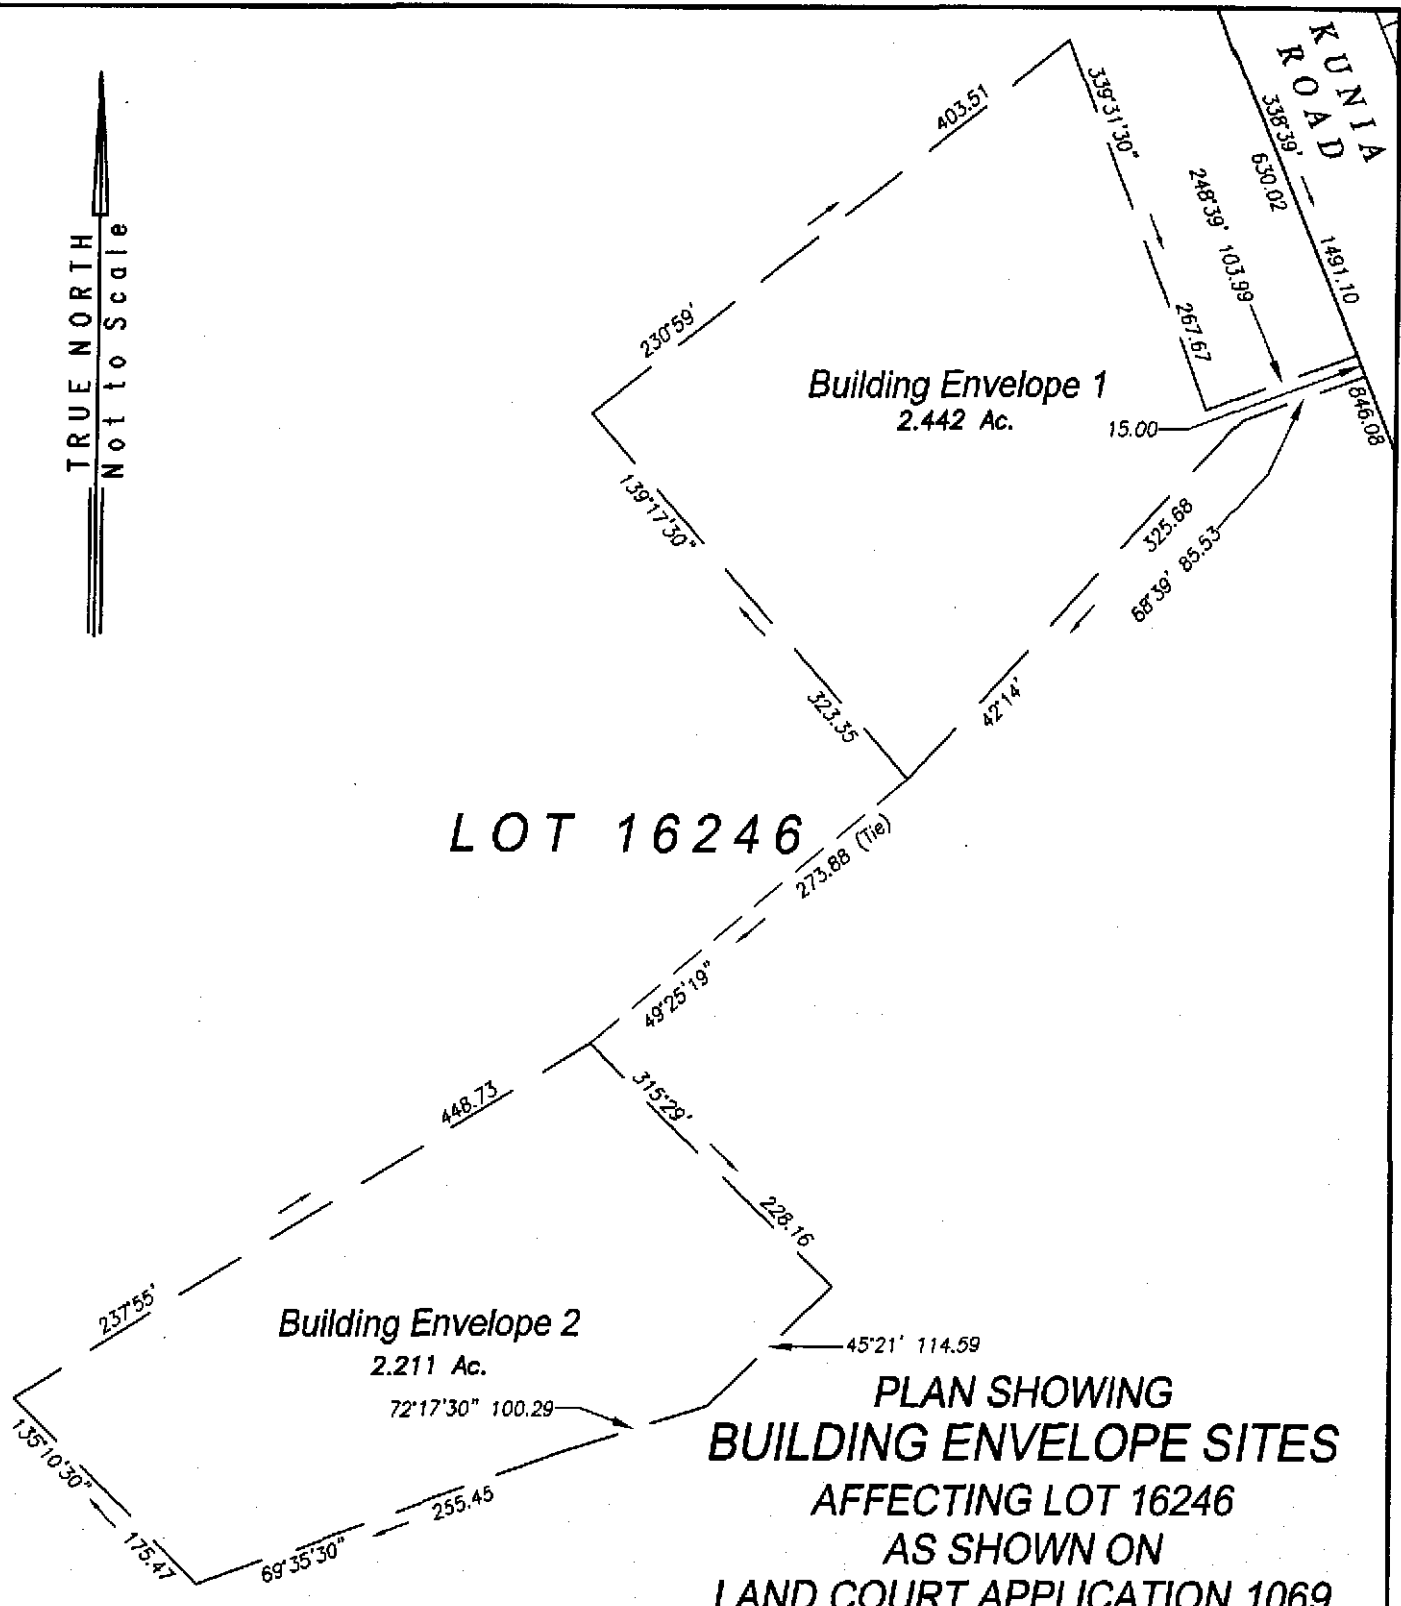 KUNIA
ROAD
338°39'
630.02
1491.10
846.08
TRUE NORTH
Not to Scale
403.51
230°59'
339°31'30"
267.67
248°39' 103.99
15.00
Building Envelope 1
2.442 Ac.
139°17'30"
323.35
325.68
42°14'
68°39' 85.53
LOT 16246
273.88 (Tie)
49°25'19"
448.73
237°55'
315°29'
228.16
Building Envelope 2
2.211 Ac.
45°21' 114.59
72°17'30" 100.29
255.45
69°35'30"
135°10'30"
175.47
PLAN SHOWING
BUILDING ENVELOPE SITES
AFFECTING LOT 16246
AS SHOWN ON
LAND COURT APPLICATION 1069